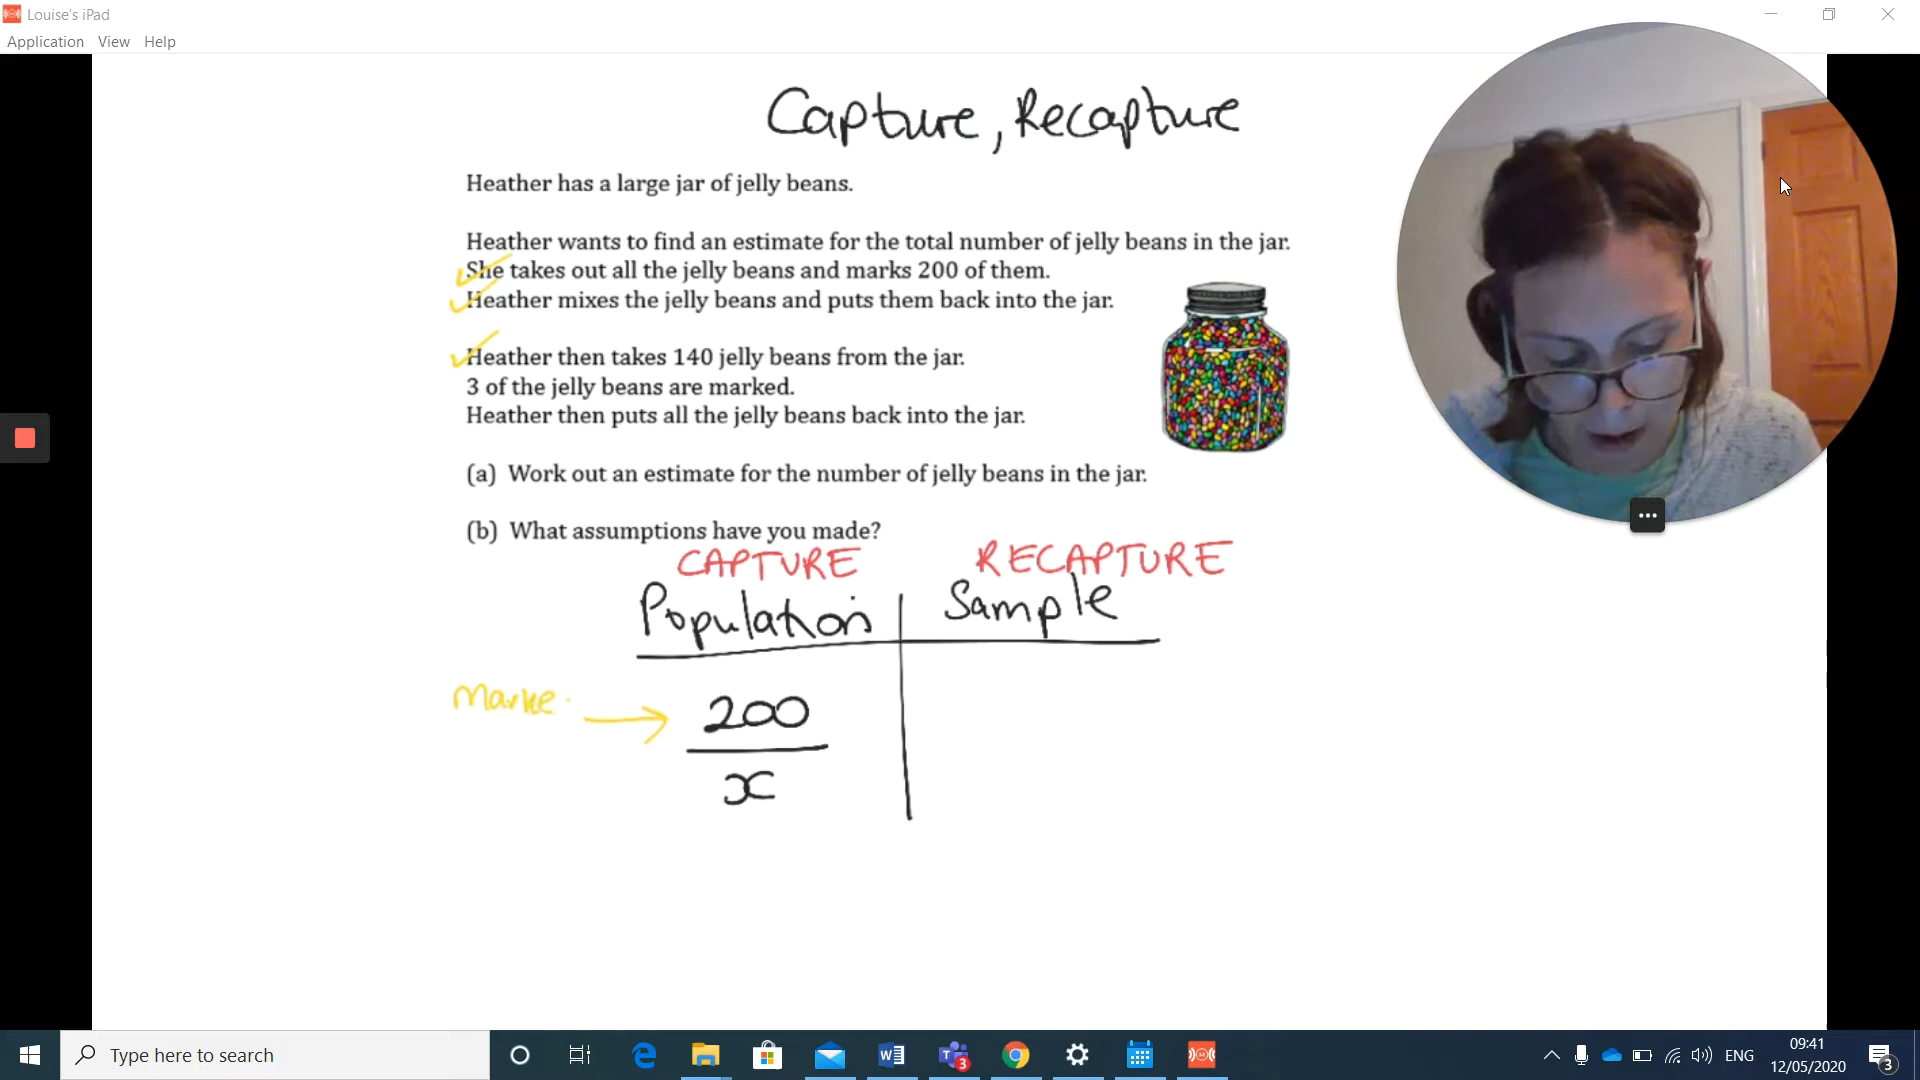 Louise's iPad
Application View Help
Capture, Recapture
Heather has a large jar of jelly beans.
Heather wants to find an estimate for the total number of jelly beans in the jar.
She takes out all the jelly beans and marks 200 of them.
Heather mixes the jelly beans and puts them back into the jar.
Heather then takes 140 jelly beans from the jar.
3 of the jelly beans are marked.
Heather then puts all the jelly beans back into the jar.
(a) Work out an estimate for the number of jelly beans in the jar.
(b) What assumptions have you made?
CAPTURE RECAPTURE
Population Sample
Marke
200
x
Type here to search
ENG
09:41
12/05/2020
3
3